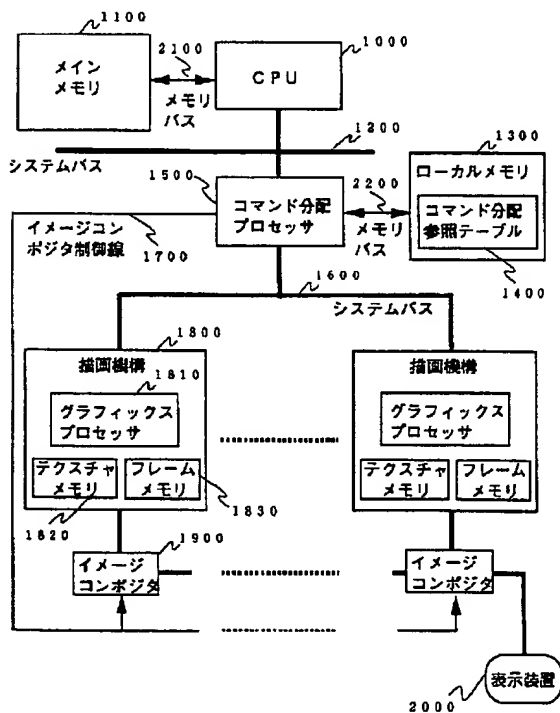 1100
メイン
メモリ
2100
メモリ
バス
1000
CPU
1200
システムバス
1500
コマンド分配
プロセッサ
2200
メモリ
バス
1300
ローカルメモリ
コマンド分配
参照テーブル
1400
イメージコン
ポジタ制御線
1700
1600
システムバス
1800
描画機構
1810
グラフィックス
プロセッサ
テクスチャ
メモリ
フレーム
メモリ
1820
1830
描画機構
グラフィックス
プロセッサ
テクスチャ
メモリ
フレーム
メモリ
1900
イメージ
コンポジタ
イメージ
コンポジタ
表示装置
2000